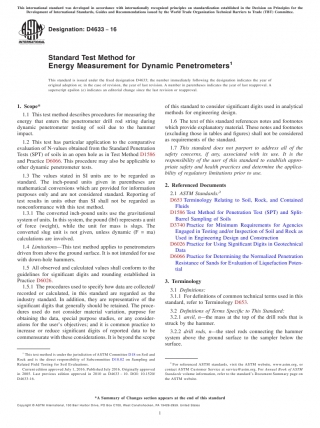 This international standard was developed in accordance with internationally recognized principles on standardization established in the Decision on Principles for the
Development of International Standards, Guides and Recommendations issued by the World Trade Organization Technical Barriers to Trade (TBT) Committee.
Designation: D4633 − 16
INTERNATIONAL
Standard Test Method for
Energy Measurement for Dynamic Penetrometers1
This standard is issued under the fixed designation D4633; the number immediately following the designation indicates the year of
original adoption or, in the case of revision, the year of last revision. A number in parentheses indicates the year of last reapproval. A
superscript epsilon (ε) indicates an editorial change since the last revision or reapproval.
1. Scope*
1.1 This test method describes procedures for measuring the
energy that enters the penetrometer drill rod string during
dynamic penetrometer testing of soil due to the hammer
impact.
1.2 This test has particular application to the comparative
evaluation of N-values obtained from the Standard Penetration
Tests (SPT) of soils in an open hole as in Test Method D1586
and Practice D6066. This procedure may also be applicable to
other dynamic penetrometer tests.
1.3 The values stated in SI units are to be regarded as
standard. The inch-pound units given in parentheses are
mathematical conversions which are provided for information
purposes only and are not considered standard. Reporting of
test results in units other than SI shall not be regarded as
nonconformance with this test method.
1.3.1 The converted inch-pound units use the gravitational
system of units. In this system, the pound (lbf) represents a unit
of force (weight), while the unit for mass is slugs. The
converted slug unit is not given, unless dynamic (F = ma)
calculations are involved.
1.4 Limitations—This test method applies to penetrometers
driven from above the ground surface. It is not intended for use
with down-hole hammers.
1.5 All observed and calculated values shall conform to the
guidelines for significant digits and rounding established in
Practice D6026.
1.5.1 The procedures used to specify how data are collected
recorded or calculated, in this standard are regarded as the
industry standard. In addition, they are representative of the
significant digits that generally should be retained. The proce-
dures used do not consider material variation, purpose for
obtaining the data, special purpose studies, or any consider-
ations for the user's objectives; and it is common practice to
increase or reduce significant digits of reported data to be
commensurate with these considerations. It is beyond the scope
of this standard to consider significant digits used in analytical
methods for engineering design.
1.6 The text of this standard references notes and footnotes
which provide explanatory material. These notes and footnotes
(excluding those in tables and figures) shall not be considered
as requirements of the standard.
1.7 This standard does not purport to address all of the
safety concerns, if any, associated with its use. It is the
responsibility of the user of this standard to establish appro-
priate safety and health practices and determine the applica-
bility of regulatory limitations prior to use.
2. Referenced Documents
2.1 ASTM Standards:2
D653 Terminology Relating to Soil, Rock, and Contained
Fluids
D1586 Test Method for Penetration Test (SPT) and Split-
Barrel Sampling of Soils
D3740 Practice for Minimum Requirements for Agencies
Engaged in Testing and/or Inspection of Soil and Rock as
Used in Engineering Design and Construction
D6026 Practice for Using Significant Digits in Geotechnical
Data
D6066 Practice for Determining the Normalized Penetration
Resistance of Sands for Evaluation of Liquefaction Poten-
tial
3. Terminology
3.1 Definitions:
3.1.1 For definitions of common technical terms used in this
standard, refer to Terminology D653.
3.2 Definitions of Terms Specific to This Standard:
3.2.1 anvil, n—the mass at the top of the drill rods that is
struck by the hammer.
3.2.2 drill rods, n—the steel rods connecting the hammer
system above the ground surface to the sampler below the
surface.
1 This test method is under the jurisdiction of ASTM Committee D18 on Soil and
Rock and is the direct responsibility of Subcommittee D18.02 on Sampling and
Related Field Testing for Soil Evaluations.
Current edition approved July 1, 2016. Published July 2016. Originally approved
in 2005. Last previous edition approved in 2010 as D4633 – 10. DOI: 10.1520/
D4633-16.
2 For referenced ASTM standards, visit the ASTM website, www.astm.org, or
contact ASTM Customer Service at service@astm.org. For Annual Book of ASTM
Standards volume information, refer to the standard's Document Summary page on
the ASTM website.
*A Summary of Changes section appears at the end of this standard
Copyright © ASTM International, 100 Barr Harbor Drive, PO Box C700, West Conshohocken, PA 19428-2959. United States
1